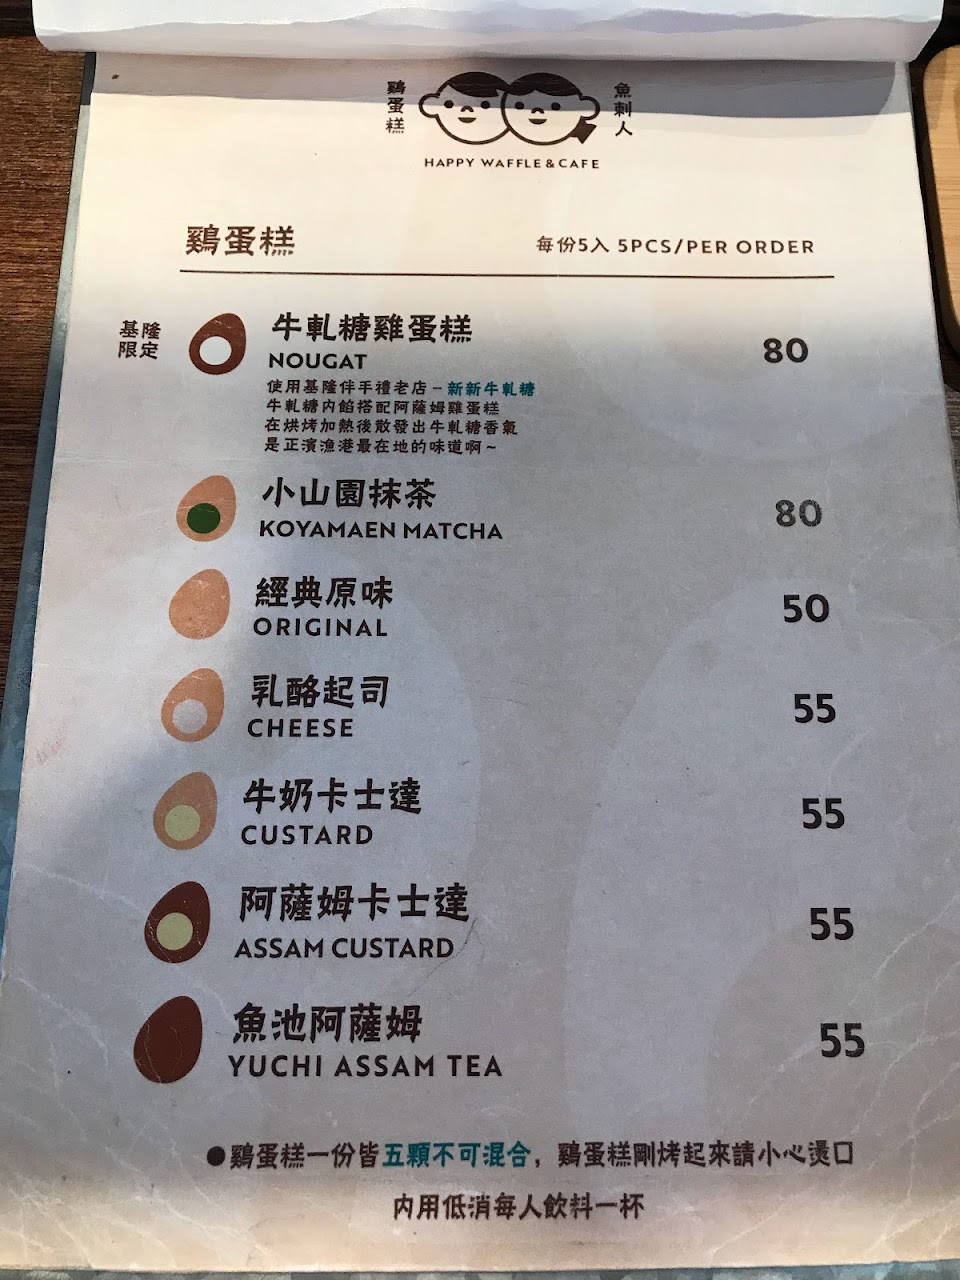 鷄蛋糕
魚刺人
HAPPY WAFFLE & CAFE
鷄蛋糕
每份5入 5PCS/PER ORDER
基隆
限定
牛軋糖雞蛋糕
80
NOUGAT
使用基隆伴手禮老店－新新牛軋糖
牛軋糖內餡搭配阿薩姆雞蛋糕
在烘烤加熱後散發出牛軋糖香氣
是正濱漁港最在地的味道啊~
小山園抹茶
80
KOYAMAEN MATCHA
經典原味
50
ORIGINAL
乳酪起司
55
CHEESE
牛奶卡士達
55
CUSTARD
阿薩姆卡士達
55
ASSAM CUSTARD
魚池阿薩姆
55
YUCHI ASSAM TEA
●鷄蛋糕一份皆五顆不可混合，鷄蛋糕剛烤起來請小心燙口
內用低消每人飲料一杯